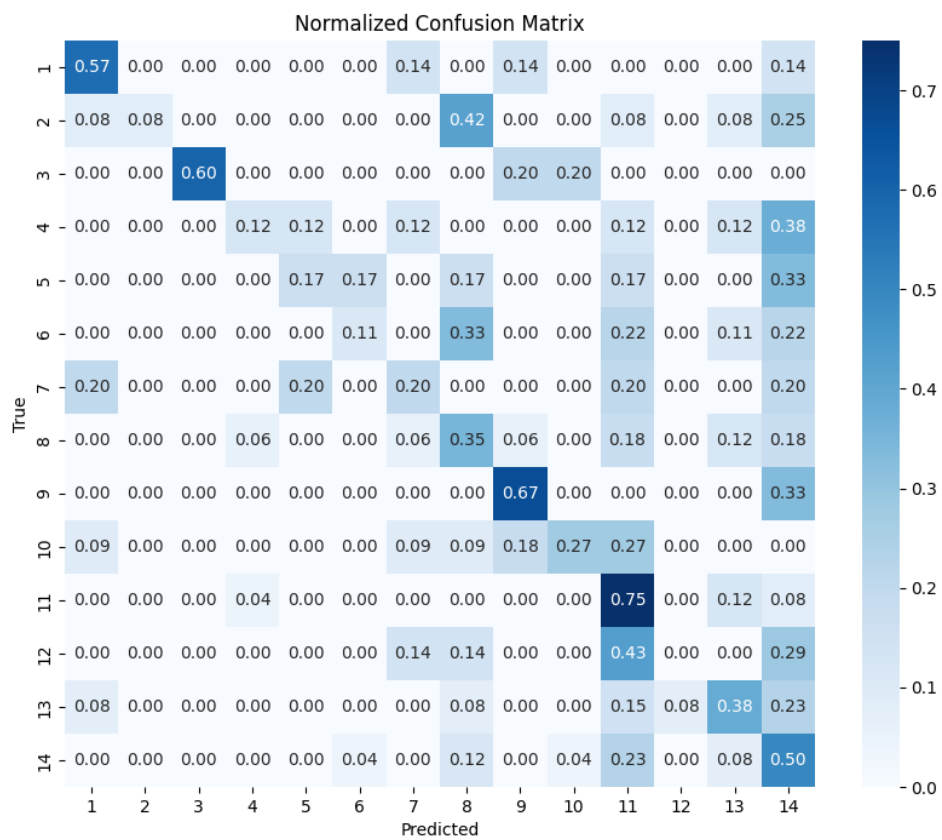 Normalized Confusion Matrix
1 0.57 0.00 0.00 0.00 0.00 0.00 0.14 0.00 0.14 0.00 0.00 0.00 0.00 0.14
2 0.08 0.08 0.00 0.00 0.00 0.00 0.00 0.42 0.00 0.00 0.08 0.00 0.08 0.25
3 0.00 0.00 0.60 0.00 0.00 0.00 0.00 0.00 0.20 0.20 0.00 0.00 0.00 0.00
4 0.00 0.00 0.00 0.12 0.12 0.00 0.12 0.00 0.00 0.00 0.12 0.00 0.12 0.38
5 0.00 0.00 0.00 0.00 0.17 0.17 0.00 0.17 0.00 0.00 0.17 0.00 0.00 0.33
6 0.00 0.00 0.00 0.00 0.00 0.11 0.00 0.33 0.00 0.00 0.22 0.00 0.11 0.22
7 0.20 0.00 0.00 0.00 0.20 0.00 0.20 0.00 0.00 0.00 0.20 0.00 0.00 0.20
8 0.00 0.00 0.00 0.06 0.00 0.00 0.06 0.35 0.06 0.00 0.18 0.00 0.12 0.18
9 0.00 0.00 0.00 0.00 0.00 0.00 0.00 0.00 0.67 0.00 0.00 0.00 0.00 0.33
10 0.09 0.00 0.00 0.00 0.00 0.00 0.09 0.09 0.18 0.27 0.27 0.00 0.00 0.00
11 0.00 0.00 0.00 0.04 0.00 0.00 0.00 0.00 0.00 0.00 0.75 0.00 0.12 0.08
12 0.00 0.00 0.00 0.00 0.00 0.00 0.14 0.14 0.00 0.00 0.43 0.00 0.00 0.29
13 0.08 0.00 0.00 0.00 0.00 0.00 0.00 0.08 0.00 0.00 0.15 0.08 0.38 0.23
14 0.00 0.00 0.00 0.00 0.00 0.04 0.00 0.12 0.00 0.04 0.23 0.00 0.08 0.50
1 2 3 4 5 6 7 8 9 10 11 12 13 14
Predicted
True
0.7
0.6
0.5
0.4
0.3
0.2
0.1
0.0